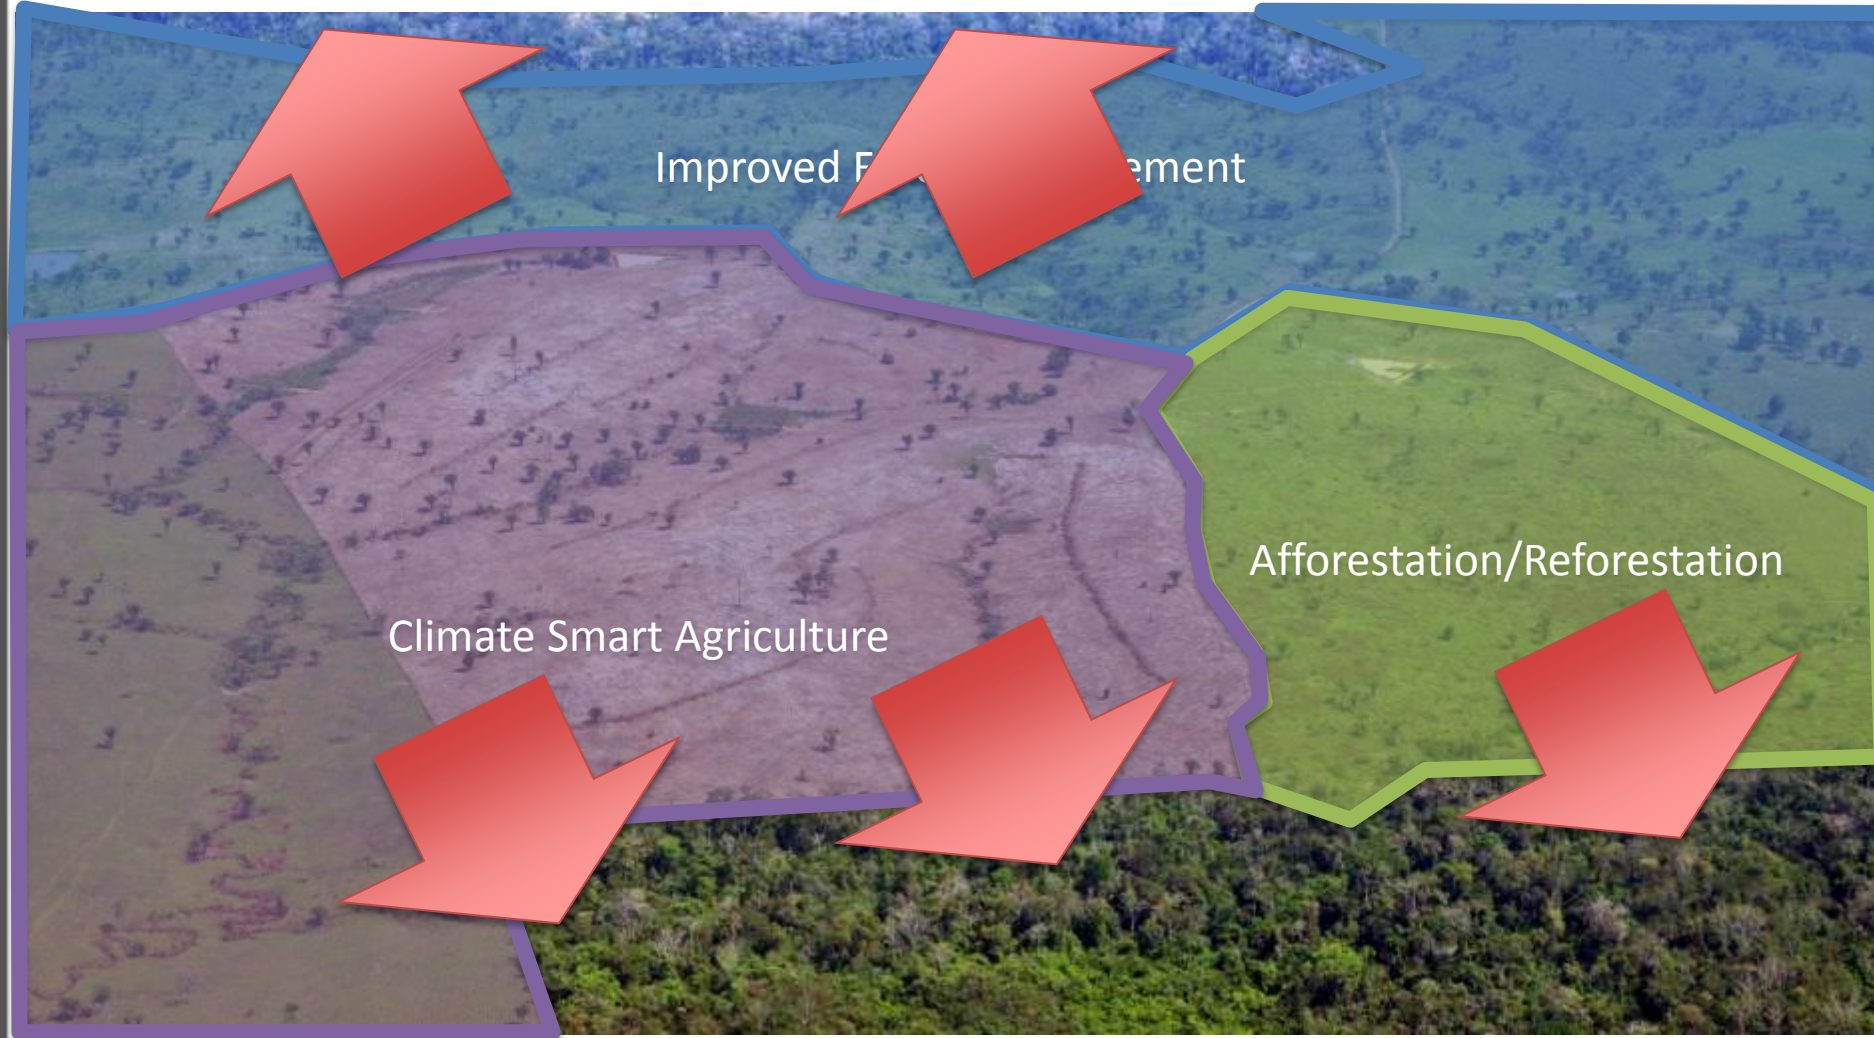 Improved
Afforestation/Reforestation
Climate Smart Agriculture